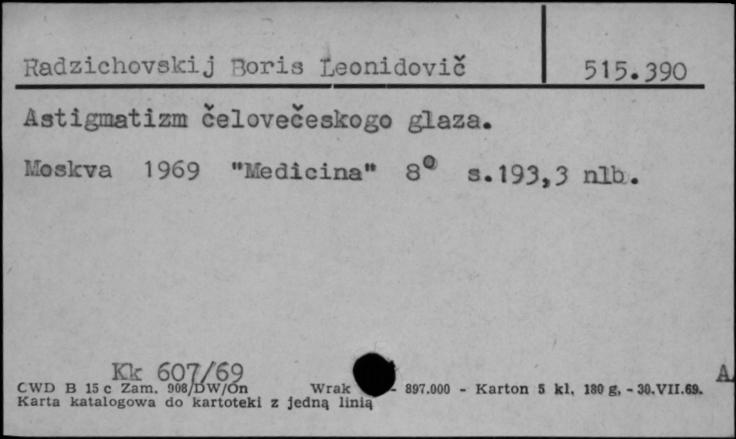 Radzichovskij Boris Leonidovič 515.390
Astigmatizm čelovečeskogo glaza.
Moskva 1969 "Medicina" 8° s.193,3 nlb.
Kk 607/69
CWD B 15 c Zam. 908/DW/On Wrak - 897.000 - Karton 5 kl. 180 g. - 30.VII.69.
Karta katalogowa do kartoteki z jedną linią